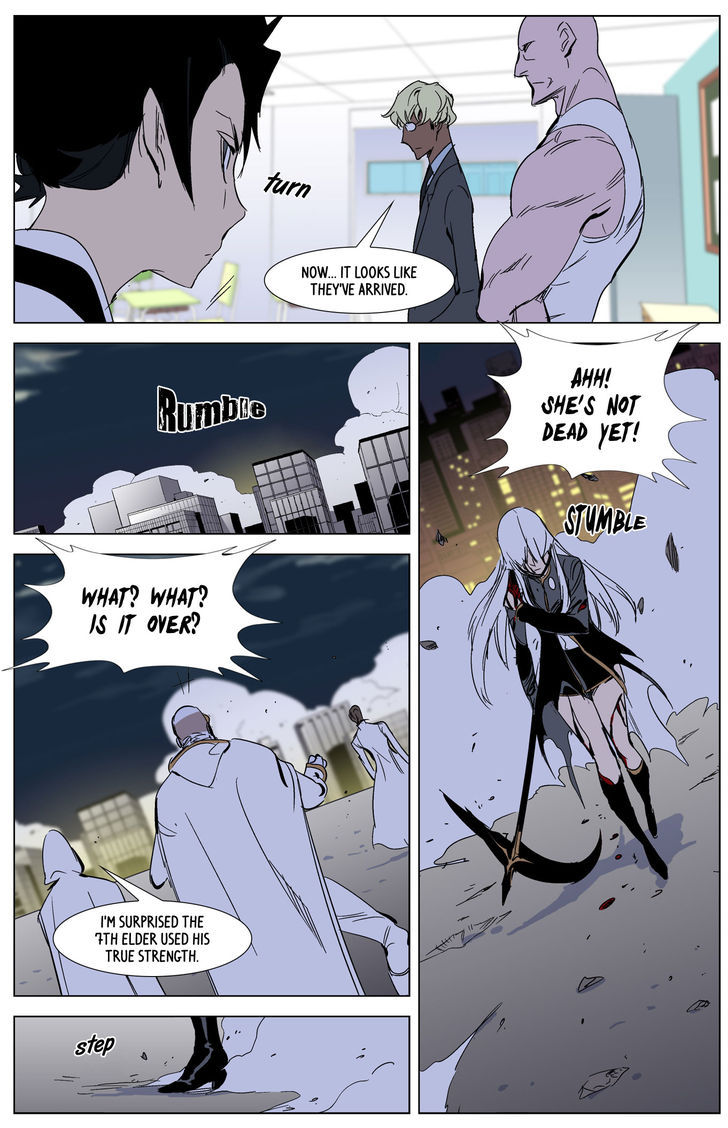 turn
NOW... IT LOOKS LIKE
THEY'VE ARRIVED.
Rumble
WHAT? WHAT?
IS IT OVER?
I'M SURPRISED THE
7TH ELDER USED HIS
TRUE STRENGTH.
step
AHH!
SHE'S NOT
DEAD YET!
STUMBLE